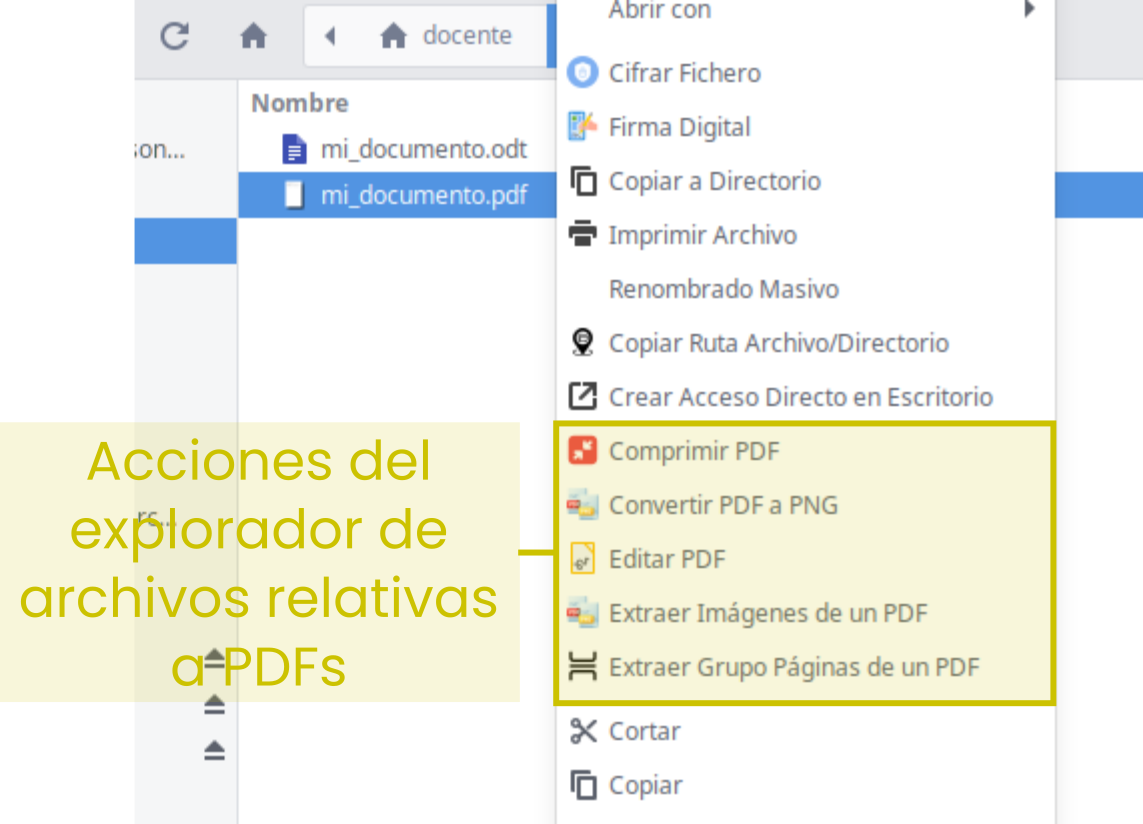 Abrir con
docente
Cifrar Fichero
Nombre
Firma Digital
son...
mi_documento.odt
Copiar a Directorio
mi_documento.pdf
Imprimir Archivo
Renombrado Masivo
Copiar Ruta Archivo/Directorio
Crear Acceso Directo en Escritorio
Acciones del
explorador de
archivos relativas
a PDFs
Comprimir PDF
Convertir PDF a PNG
Editar PDF
Extraer Imágenes de un PDF
Extraer Grupo Páginas de un PDF
Cortar
Copiar